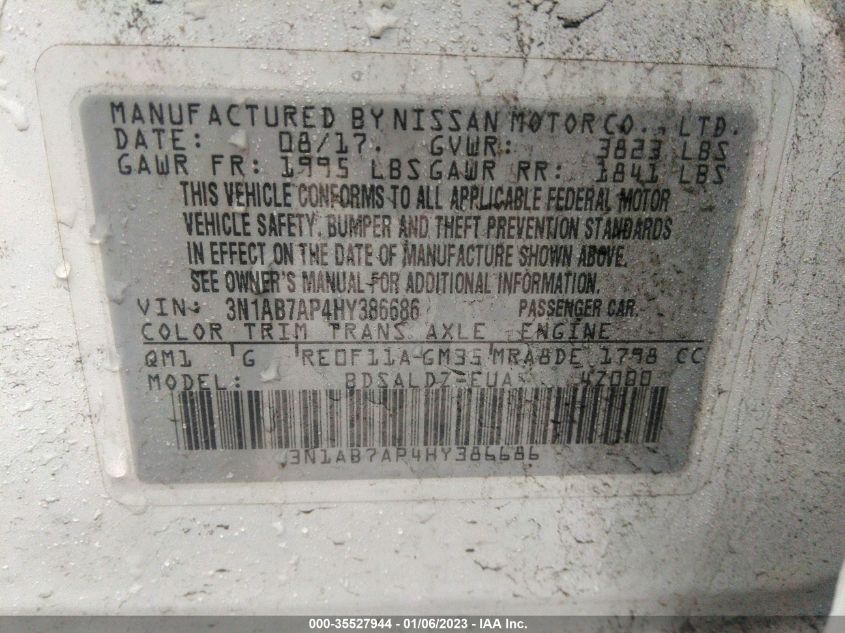 MANUFACTURED BY NISSAN MOTOR CO., LTD.
DATE: 08/17. GVWR: 3823 LBS
GAWR FR: 1995 LBS GAWR RR: 1841 LBS
THIS VEHICLE CONFORMS TO ALL APPLICABLE FEDERAL MOTOR
VEHICLE SAFETY, BUMPER AND THEFT PREVENTION STANDARDS
IN EFFECT ON THE DATE OF MANUFACTURE SHOWN ABOVE.
SEE OWNER'S MANUAL FOR ADDITIONAL INFORMATION.
VIN: 3N1AB7AP4HY386686 PASSENGER CAR.
COLOR TRIM TRANS. AXLE ENGINE
QM1 G RE0F11A-GM35 MRA8DE 1798 CC
MODEL: BDSALDZ-EUA 4Z000
3N1AB7AP4HY386686
000-35527944 - 01/06/2023 - IAA Inc.